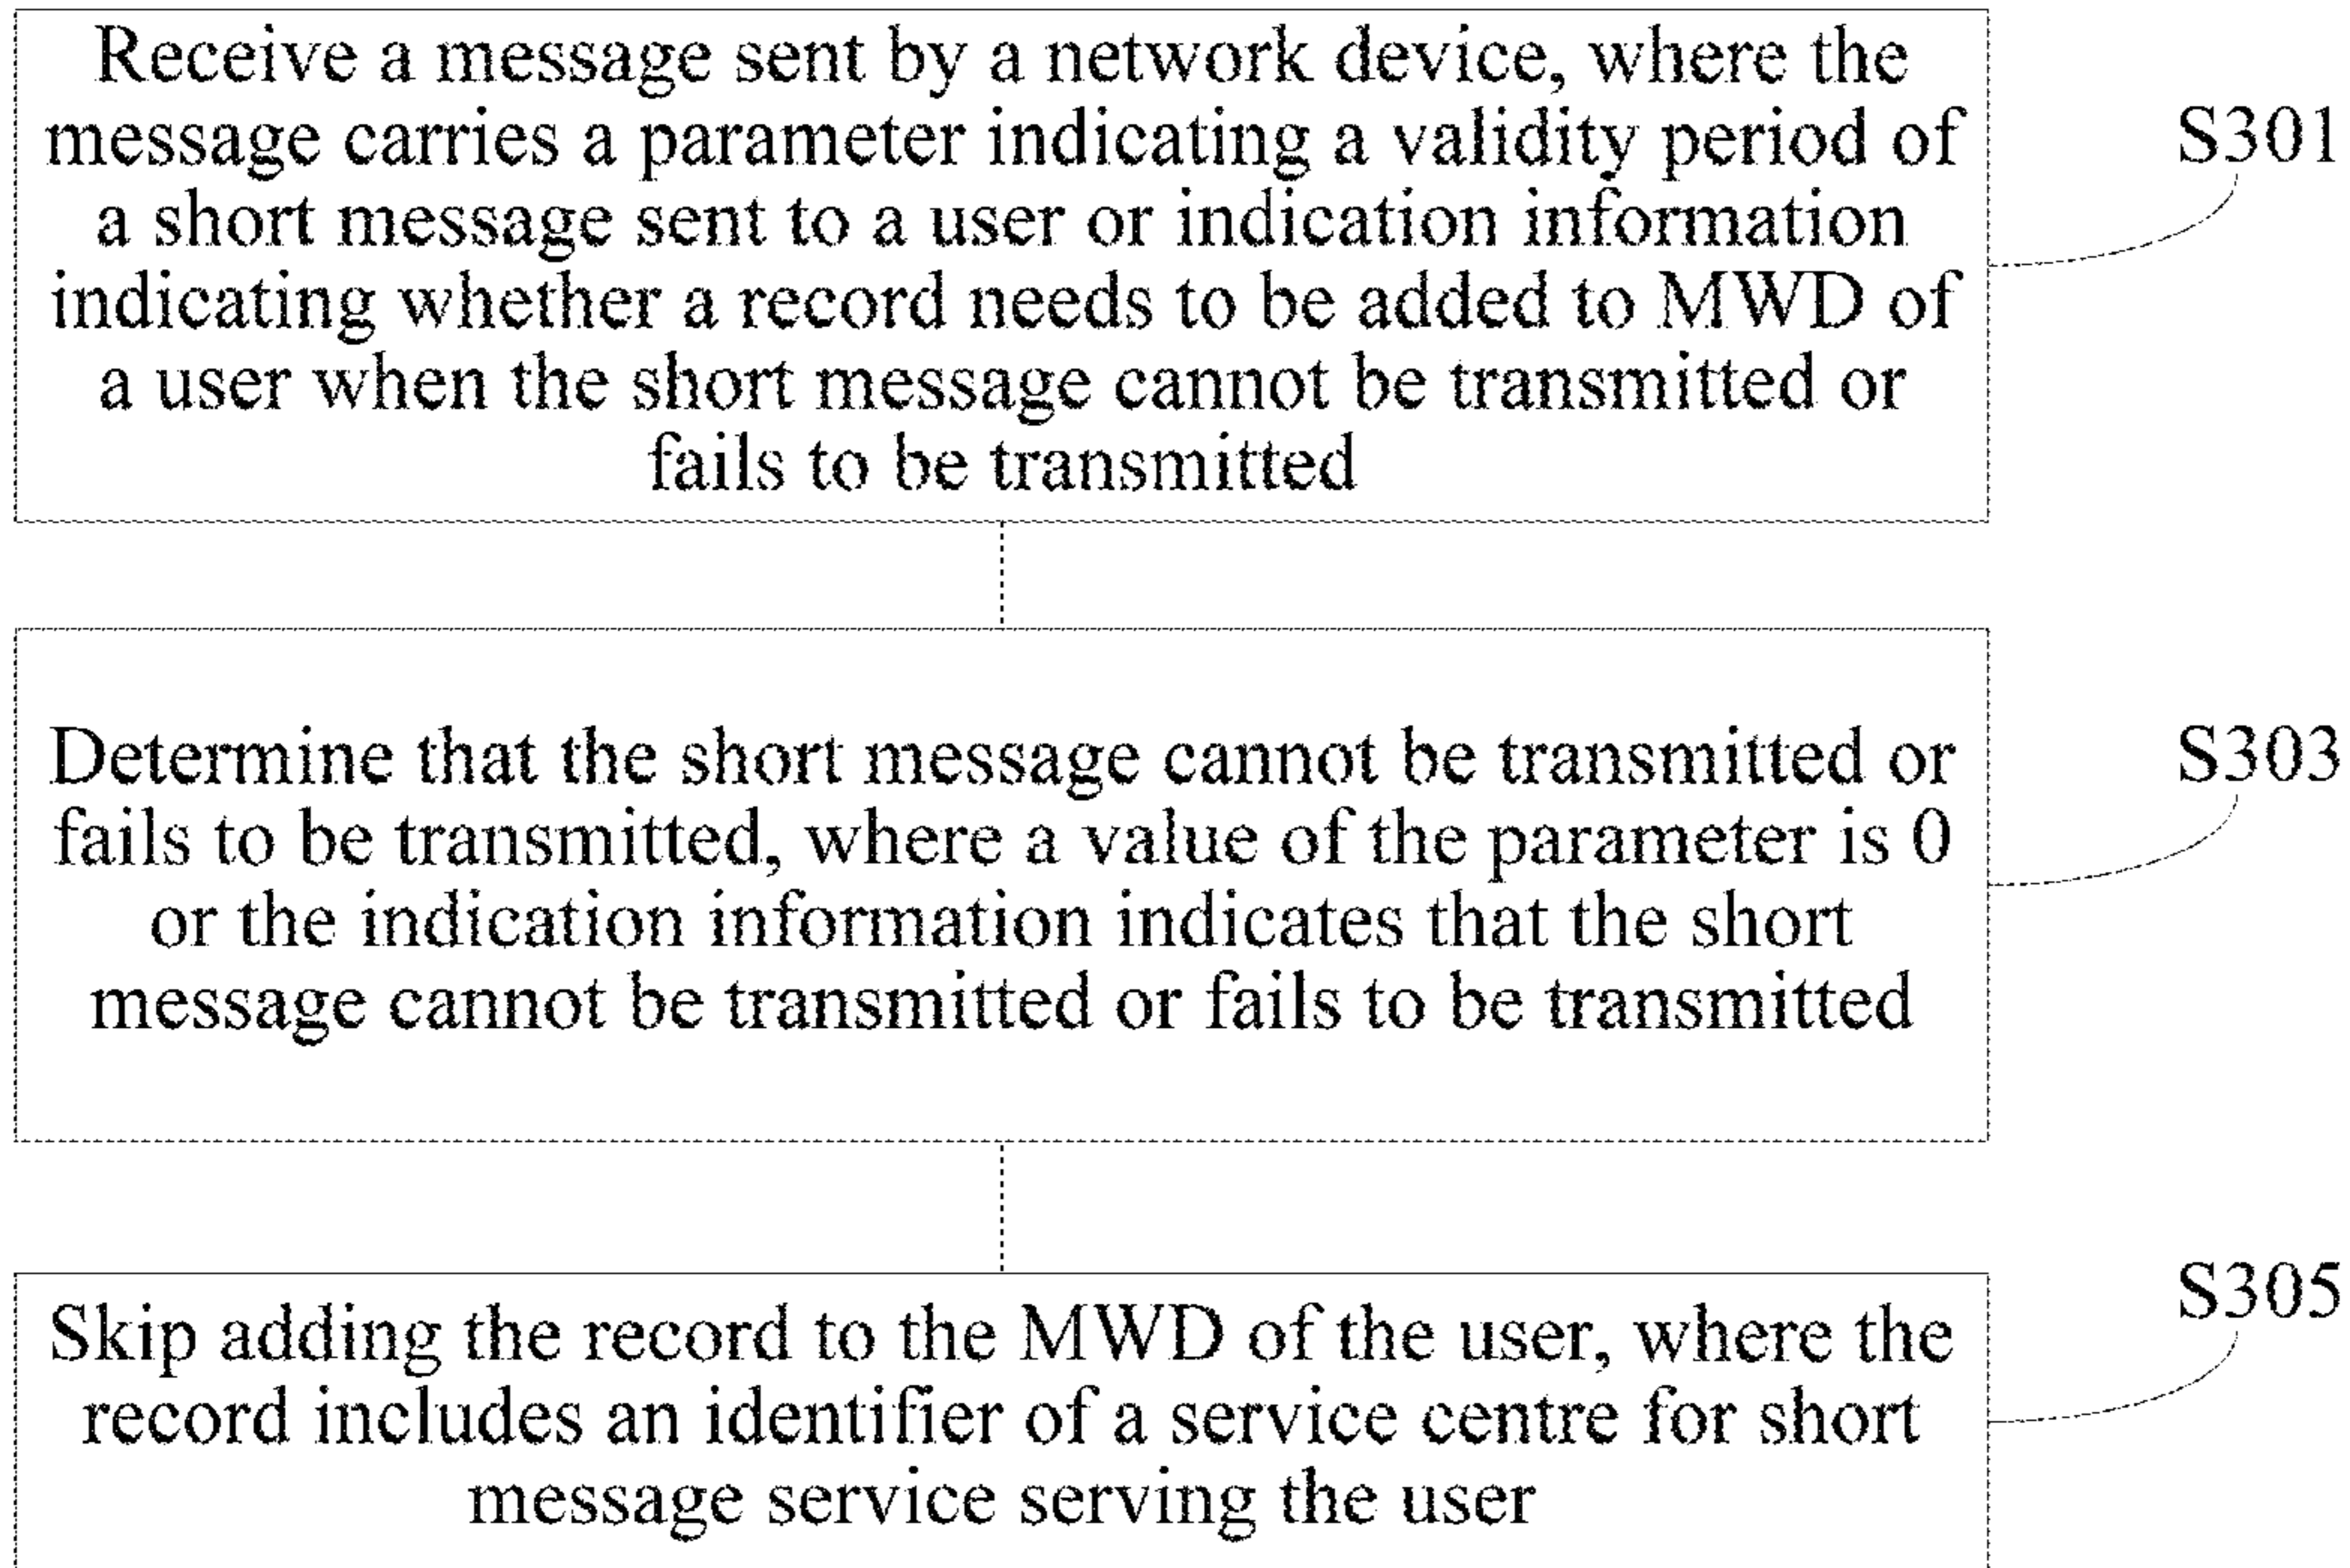 Receive a message sent by a network device, where the
message carries a parameter indicating a validity period of
a short message sent to a user or indication information
indicating whether a record needs to be added to MWD of
a user when the short message cannot be transmitted or
fails to be transmitted
S301
Determine that the short message cannot be transmitted or
fails to be transmitted, where a value of the parameter is 0
or the indication information indicates that the short
message cannot be transmitted or fails to be transmitted
S303
Skip adding the record to the MWD of the user, where the
record includes an identifier of a service centre for short
message service serving the user
S305